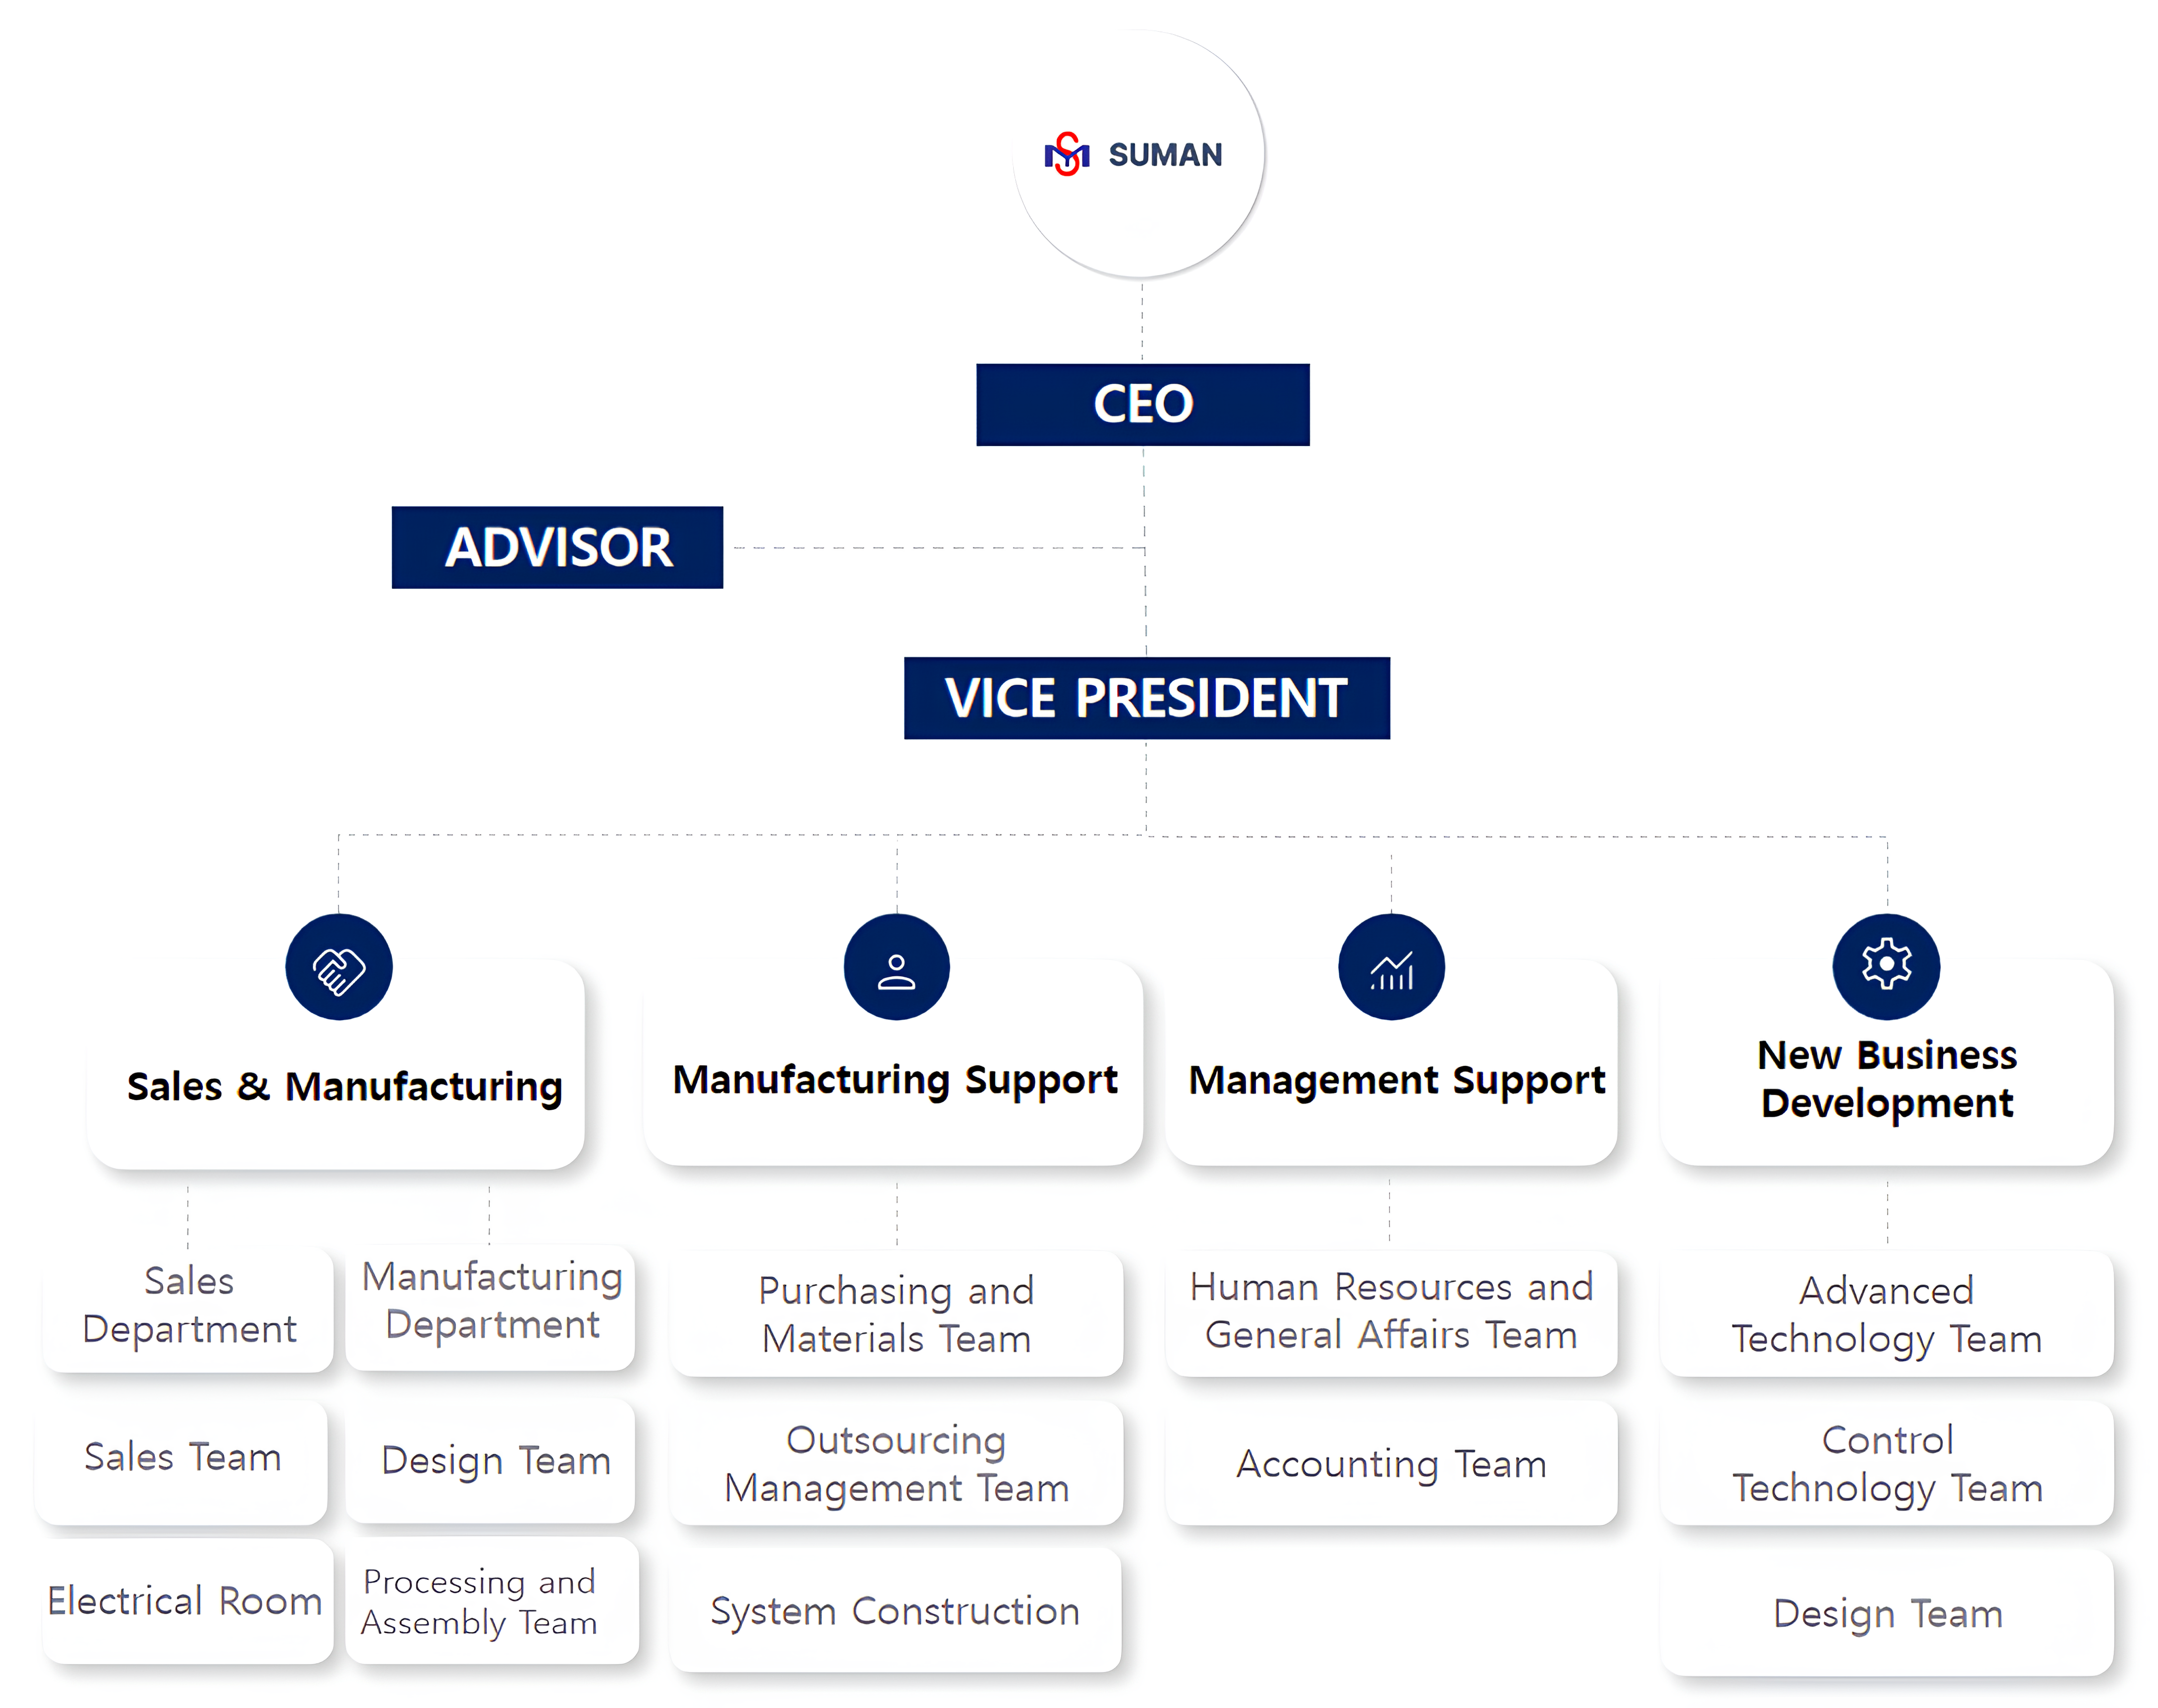 SUMAN
CEO
ADVISOR
VICE PRESIDENT
Sales & Manufacturing
Manufacturing Support
Management Support
New Business
Development
Sales
Department
Sales Team
Electrical Room
Manufacturing
Department
Design Team
Processing and
Assembly Team
Purchasing and
Materials Team
Outsourcing
Management Team
System Construction
Human Resources and
General Affairs Team
Accounting Team
Advanced
Technology Team
Control
Technology Team
Design Team